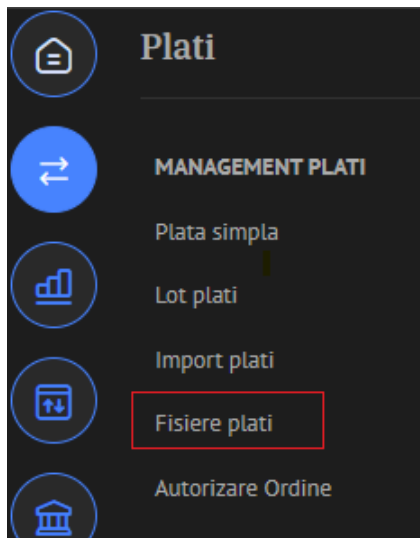 Plati
MANAGEMENT PLATI
Plata simpla
Lot plati
Import plati
Fisiere plati
Autorizare Ordine